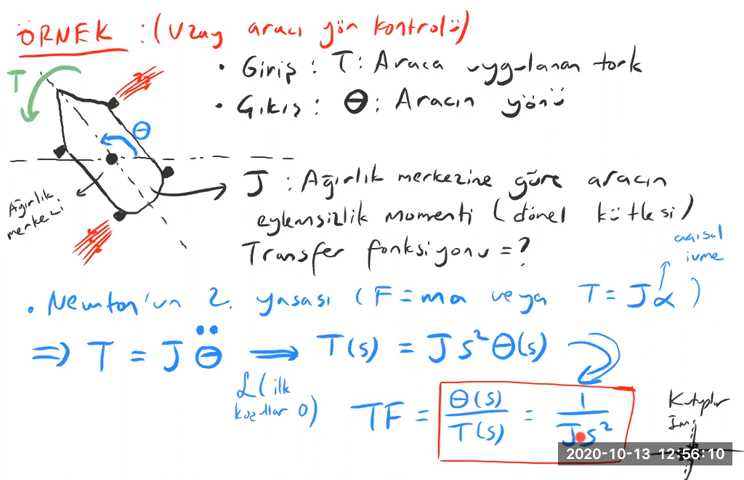 ÖRNEK : (Uzay aracı yön kontrolü)
• Giriş : T : Araca uygulanan tork
• Çıkış : Θ : Aracın yönü
T
Θ
Ağırlık merkezi
J : Ağırlık merkezine göre aracın
eylemsizlik momenti (dönel kütlesi)
Transfer fonksiyonu = ?
açısal ivme
• Newton'un 2. yasası (F = ma veya T = Jα)
⇒ T = J Θ̈ → T(s) = J s² Θ(s)
ℒ (ilk koşullar 0)
TF = Θ(s)/T(s) = 1/(Js²)
Kutuplar
Im
2020-10-13 12:56:10